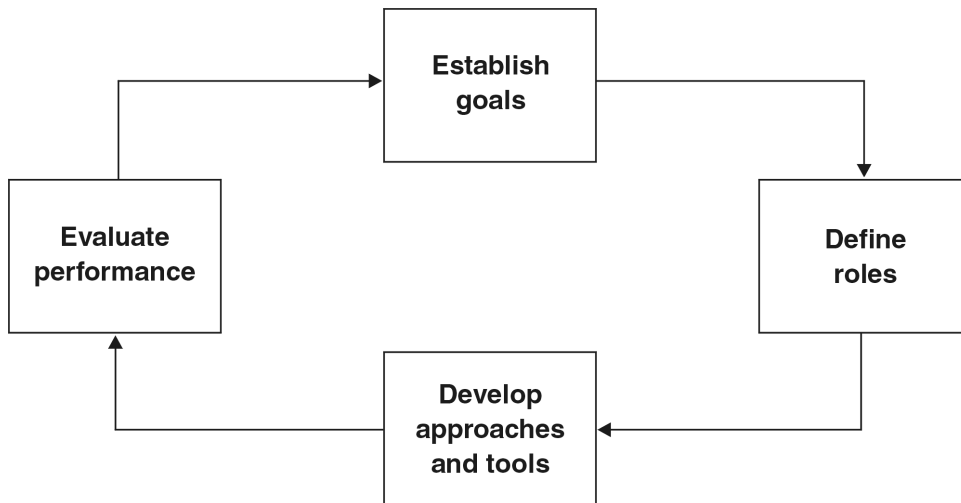 Establish
goals
Define
roles
Develop
approaches
and tools
Evaluate
performance